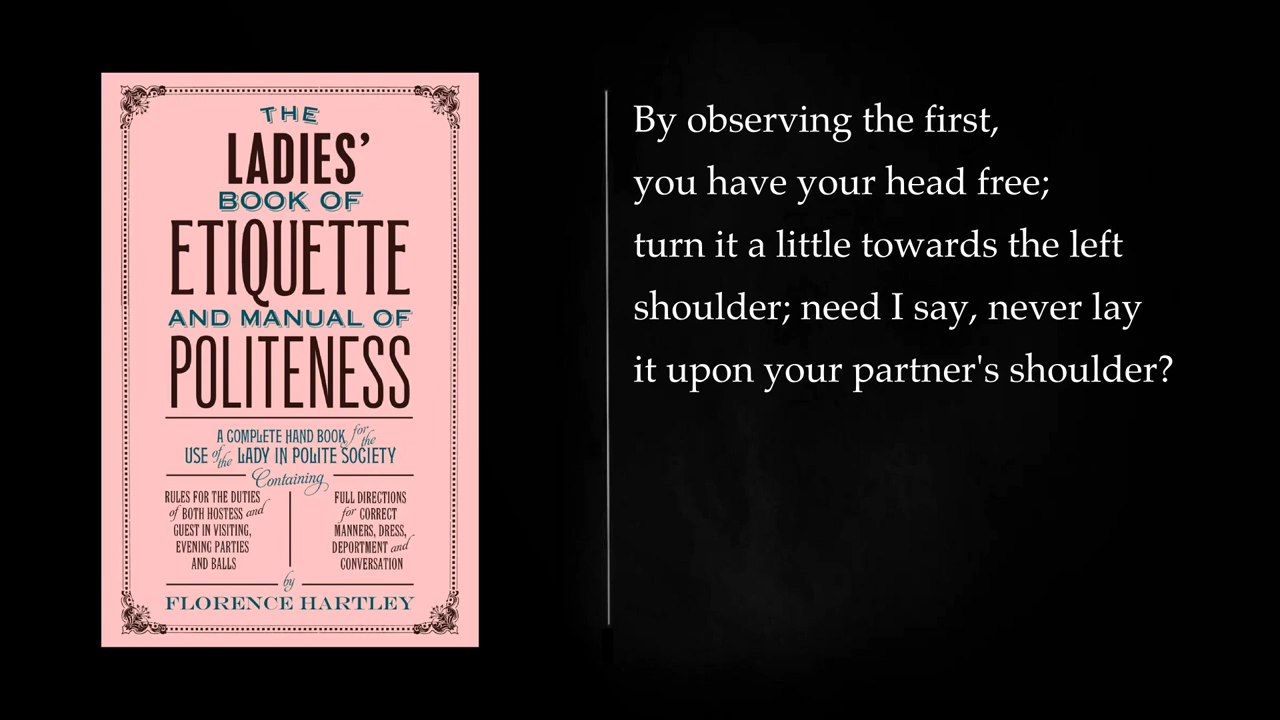 THE
LADIES'
BOOK OF
ETIQUETTE
AND MANUAL OF
POLITENESS
A COMPLETE HAND BOOK for the
USE of the LADY IN POLITE SOCIETY
Containing
RULES FOR THE DUTIES
of BOTH HOSTESS and
GUEST IN VISITING,
EVENING PARTIES
AND BALLS
FULL DIRECTIONS
for CORRECT
MANNERS, DRESS,
DEPORTMENT and
CONVERSATION
by
FLORENCE HARTLEY
By observing the first,
you have your head free;
turn it a little towards the left
shoulder; need I say, never lay
it upon your partner's shoulder?